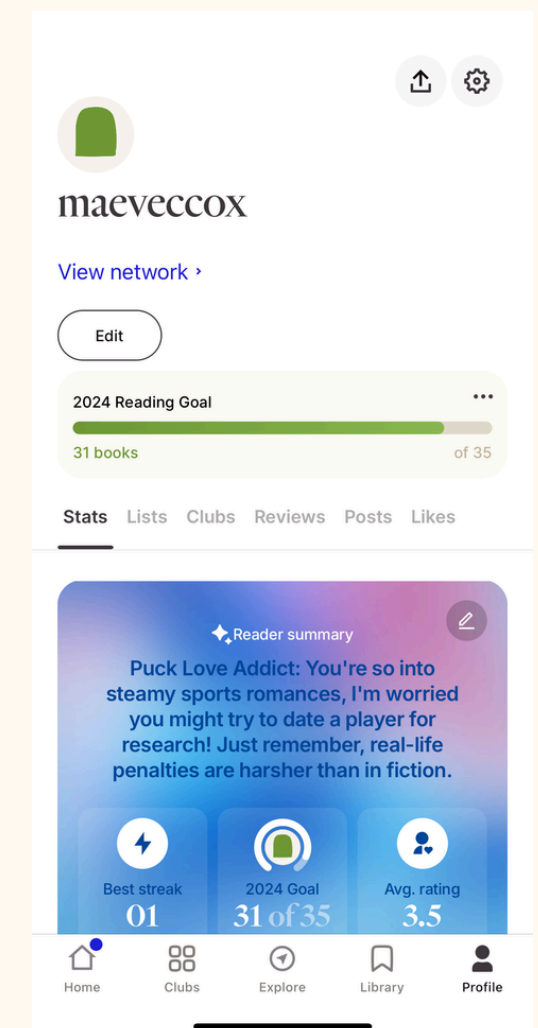 maeveccox
View network ›
Edit
2024 Reading Goal
31 books
of 35
Stats Lists Clubs Reviews Posts Likes
Reader summary
Puck Love Addict: You're so into
steamy sports romances, I'm worried
you might try to date a player for
research! Just remember, real-life
penalties are harsher than in fiction.
Best streak
01
2024 Goal
31 of 35
Avg. rating
3.5
Home Clubs Explore Library Profile